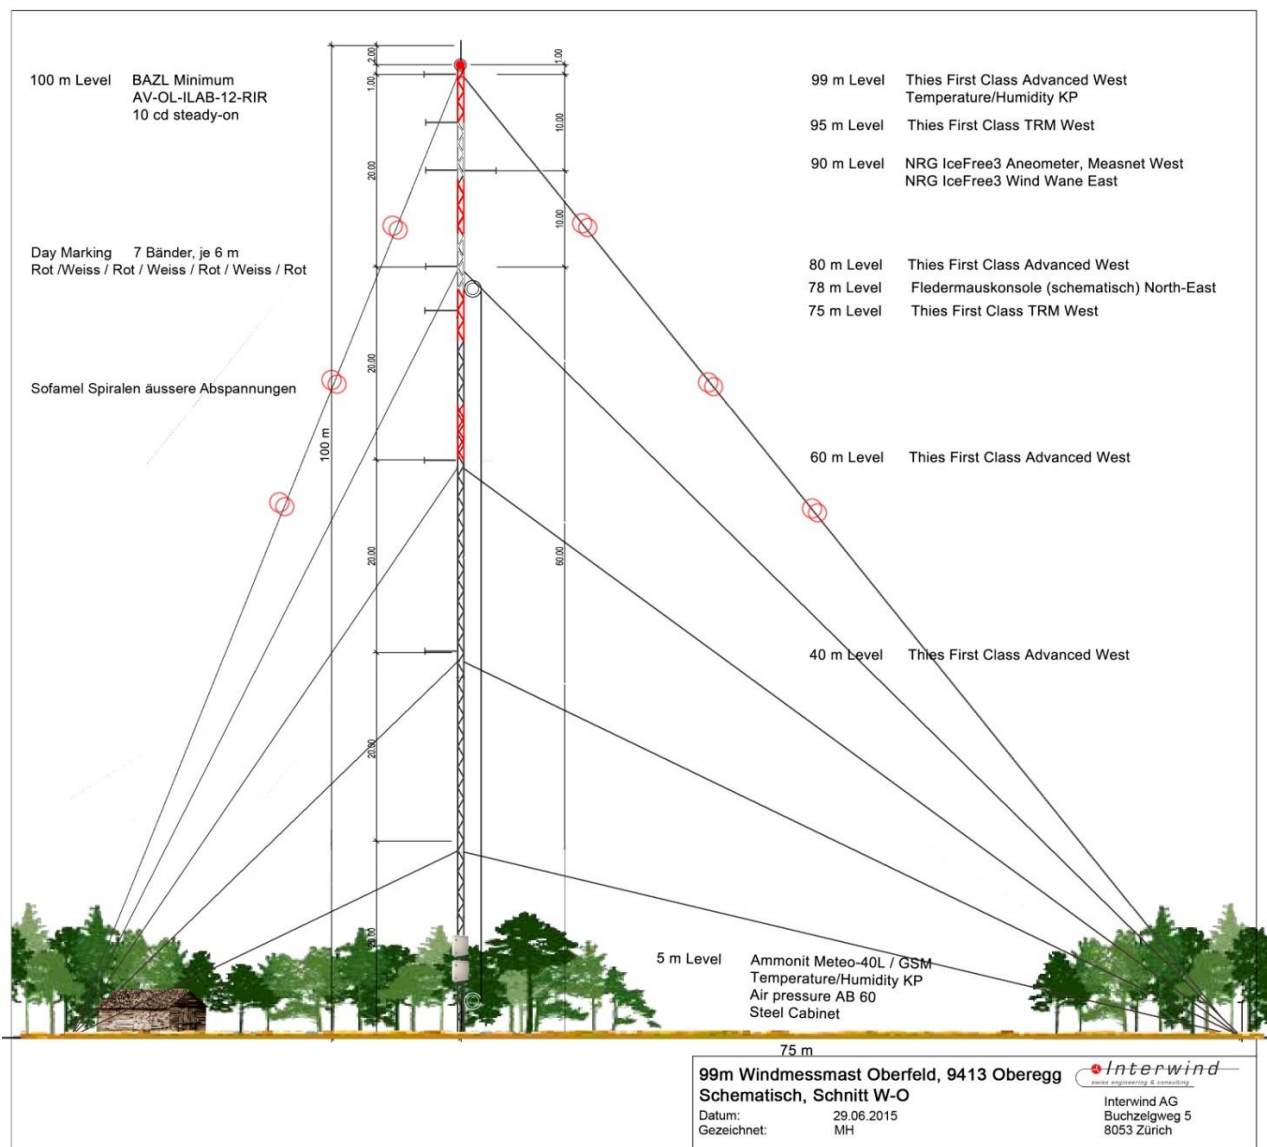 100 m Level BAZL Minimum
AV-OL-ILAB-12-RIR
10 cd steady-on
Day Marking 7 Bänder, je 6 m
Rot /Weiss / Rot / Weiss / Rot / Weiss / Rot
Sofamel Spiralen äussere Abspannungen
100 m
2.00
1.00
20.00
20.00
20.00
20.00
1.00
10.00
10.00
60.00
99 m Level Thies First Class Advanced West
Temperature/Humidity KP
95 m Level Thies First Class TRM West
90 m Level NRG IceFree3 Aneometer, Measnet West
NRG IceFree3 Wind Wane East
80 m Level Thies First Class Advanced West
78 m Level Fledermauskonsole (schematisch) North-East
75 m Level Thies First Class TRM West
60 m Level Thies First Class Advanced West
40 m Level Thies First Class Advanced West
5 m Level Ammonit Meteo-40L / GSM
Temperature/Humidity KP
Air pressure AB 60
Steel Cabinet
75 m
99m Windmessmast Oberfeld, 9413 Oberegg
Schematisch, Schnitt W-O
Datum: 29.06.2015
Gezeichnet: MH
Interwind
swiss engineering & consulting
Interwind AG
Buchzelgweg 5
8053 Zürich